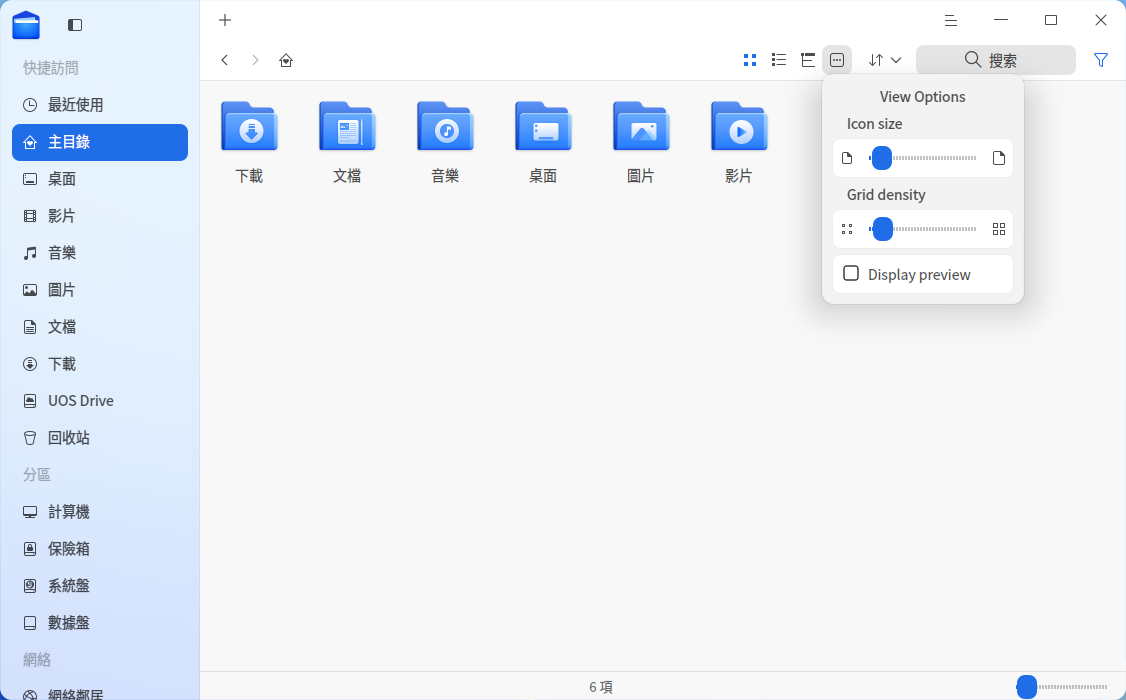 快捷訪問
最近使用
主目錄
桌面
影片
音樂
圖片
文檔
下載
UOS Drive
回收站
分區
計算機
保險箱
系統盤
數據盤
網絡
網絡鄰居
搜索
下載
文檔
音樂
桌面
圖片
影片
View Options
Icon size
Grid density
Display preview
6 項